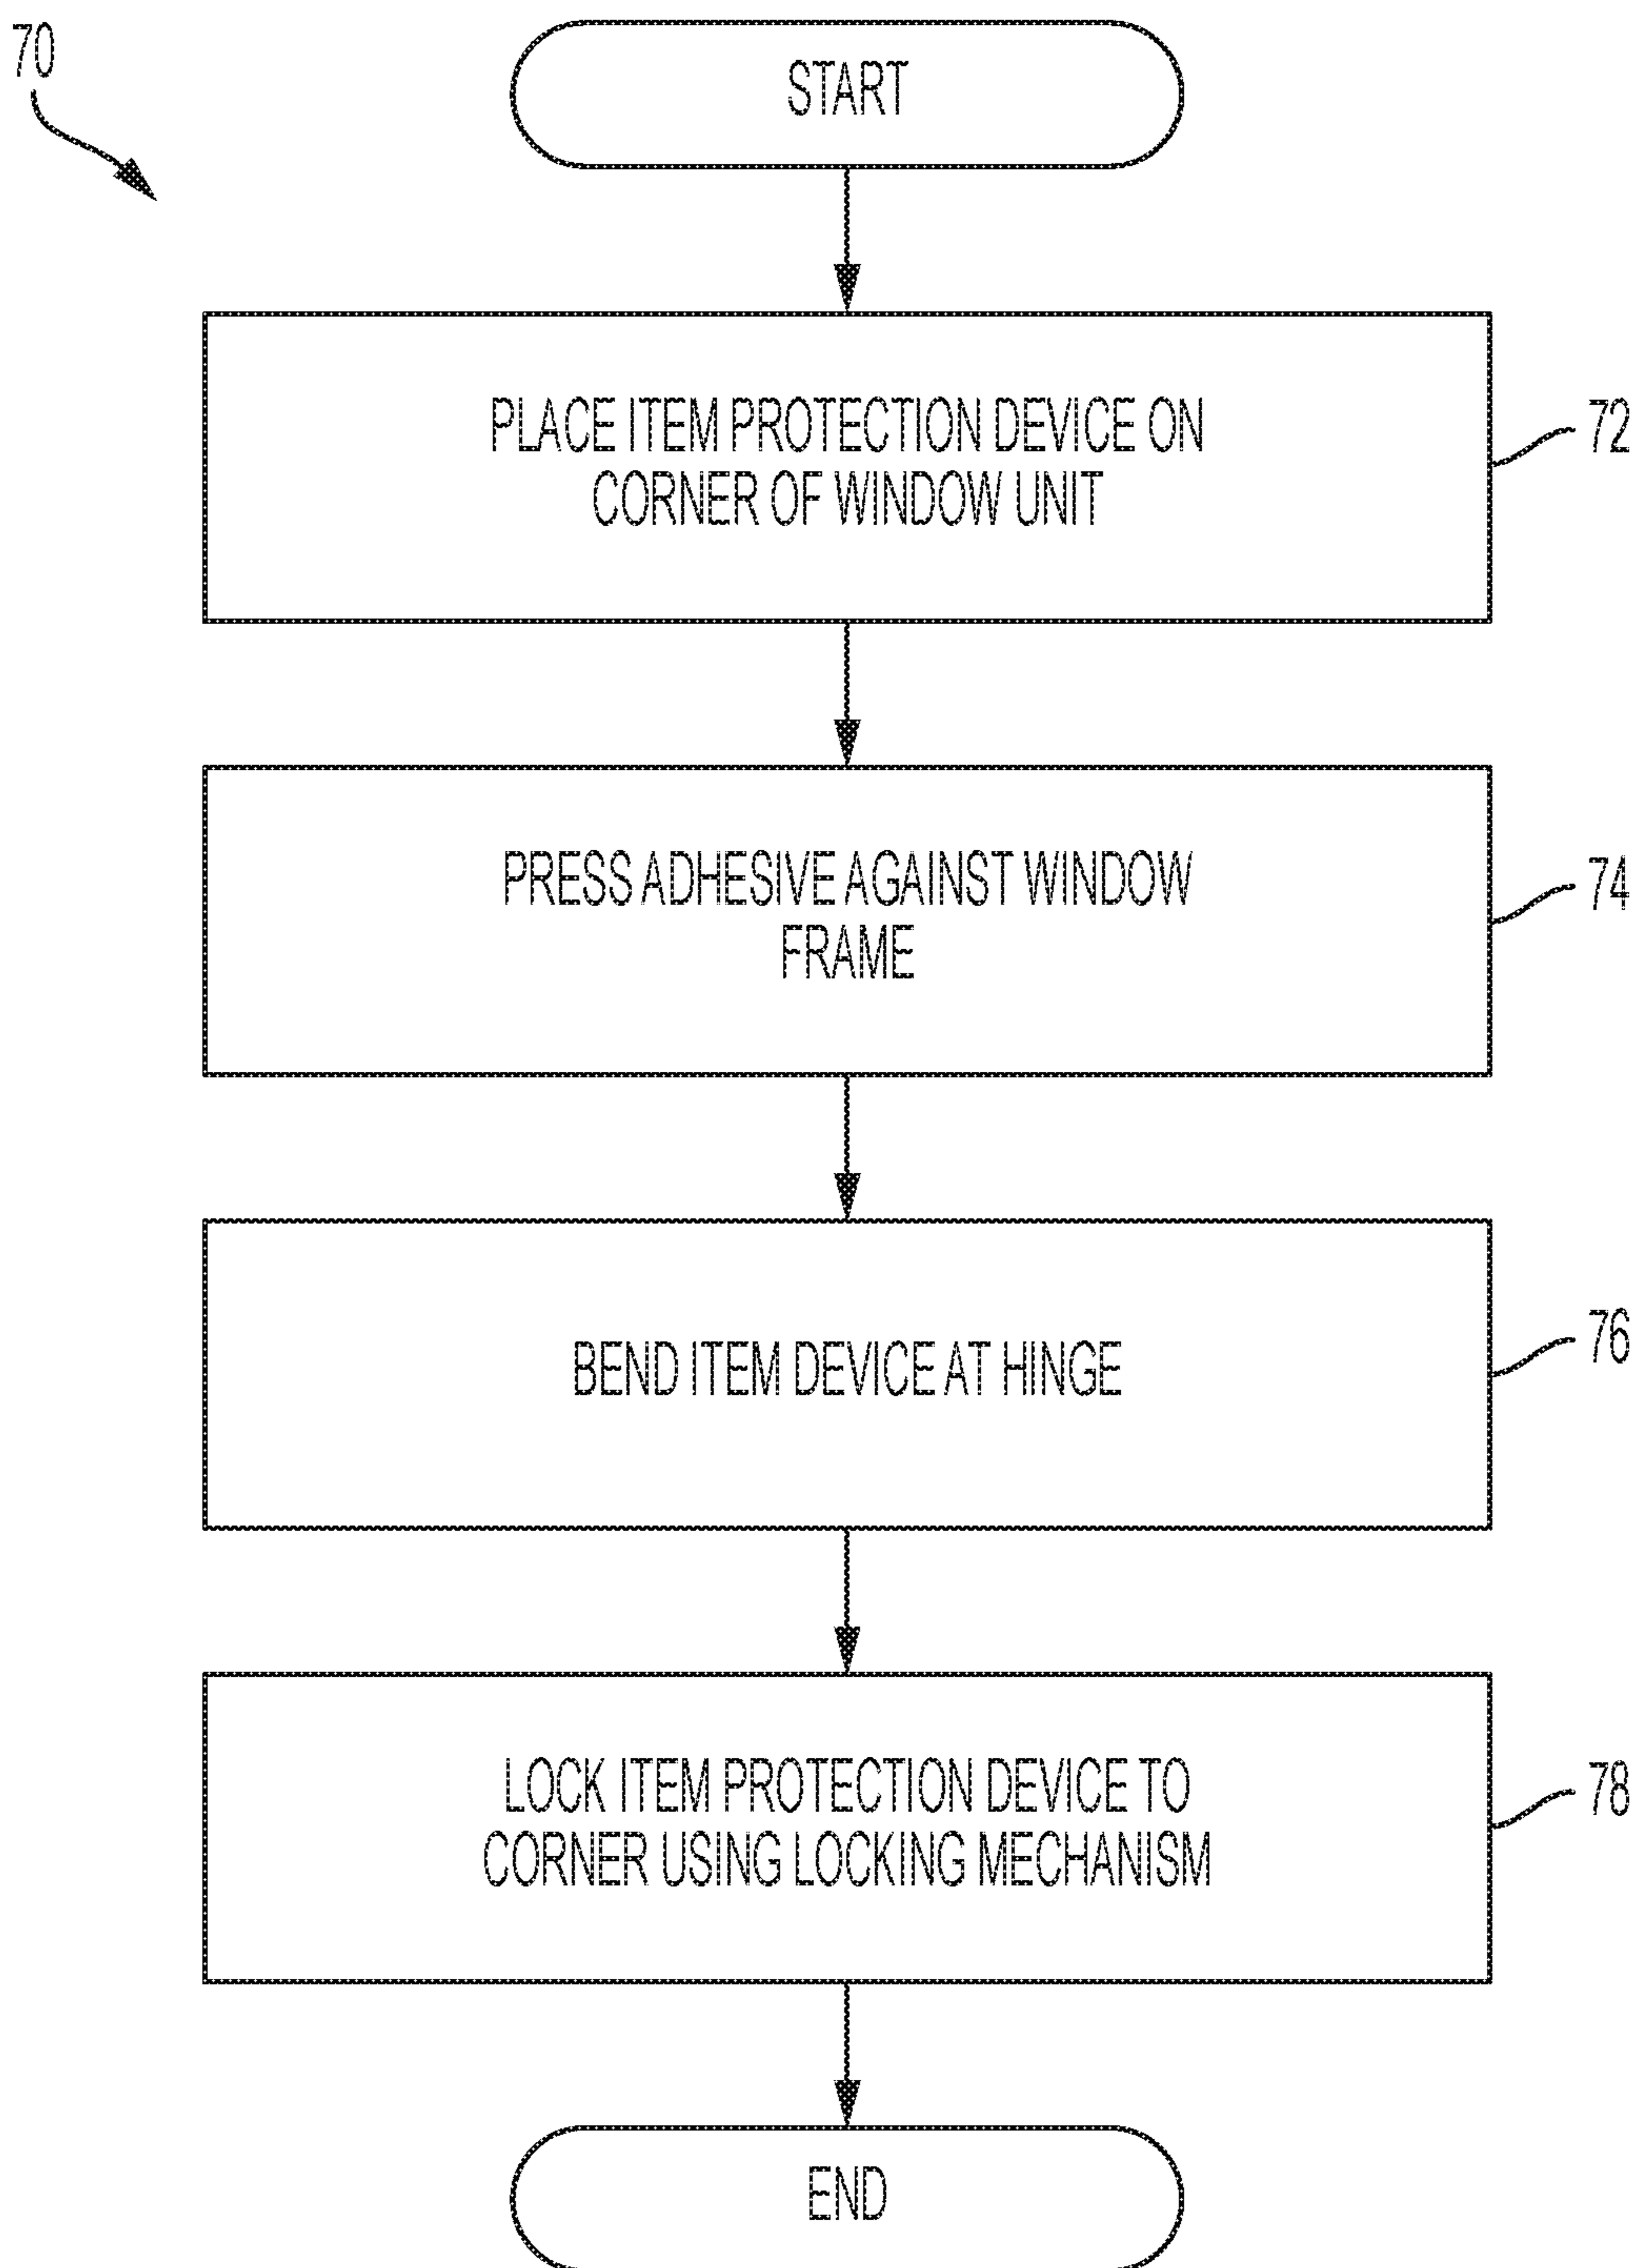 70
START
PLACE ITEM PROTECTION DEVICE ON
CORNER OF WINDOW UNIT
72
PRESS ADHESIVE AGAINST WINDOW
FRAME
74
BEND ITEM DEVICE AT HINGE
76
LOCK ITEM PROTECTION DEVICE TO
CORNER USING LOCKING MECHANISM
78
END